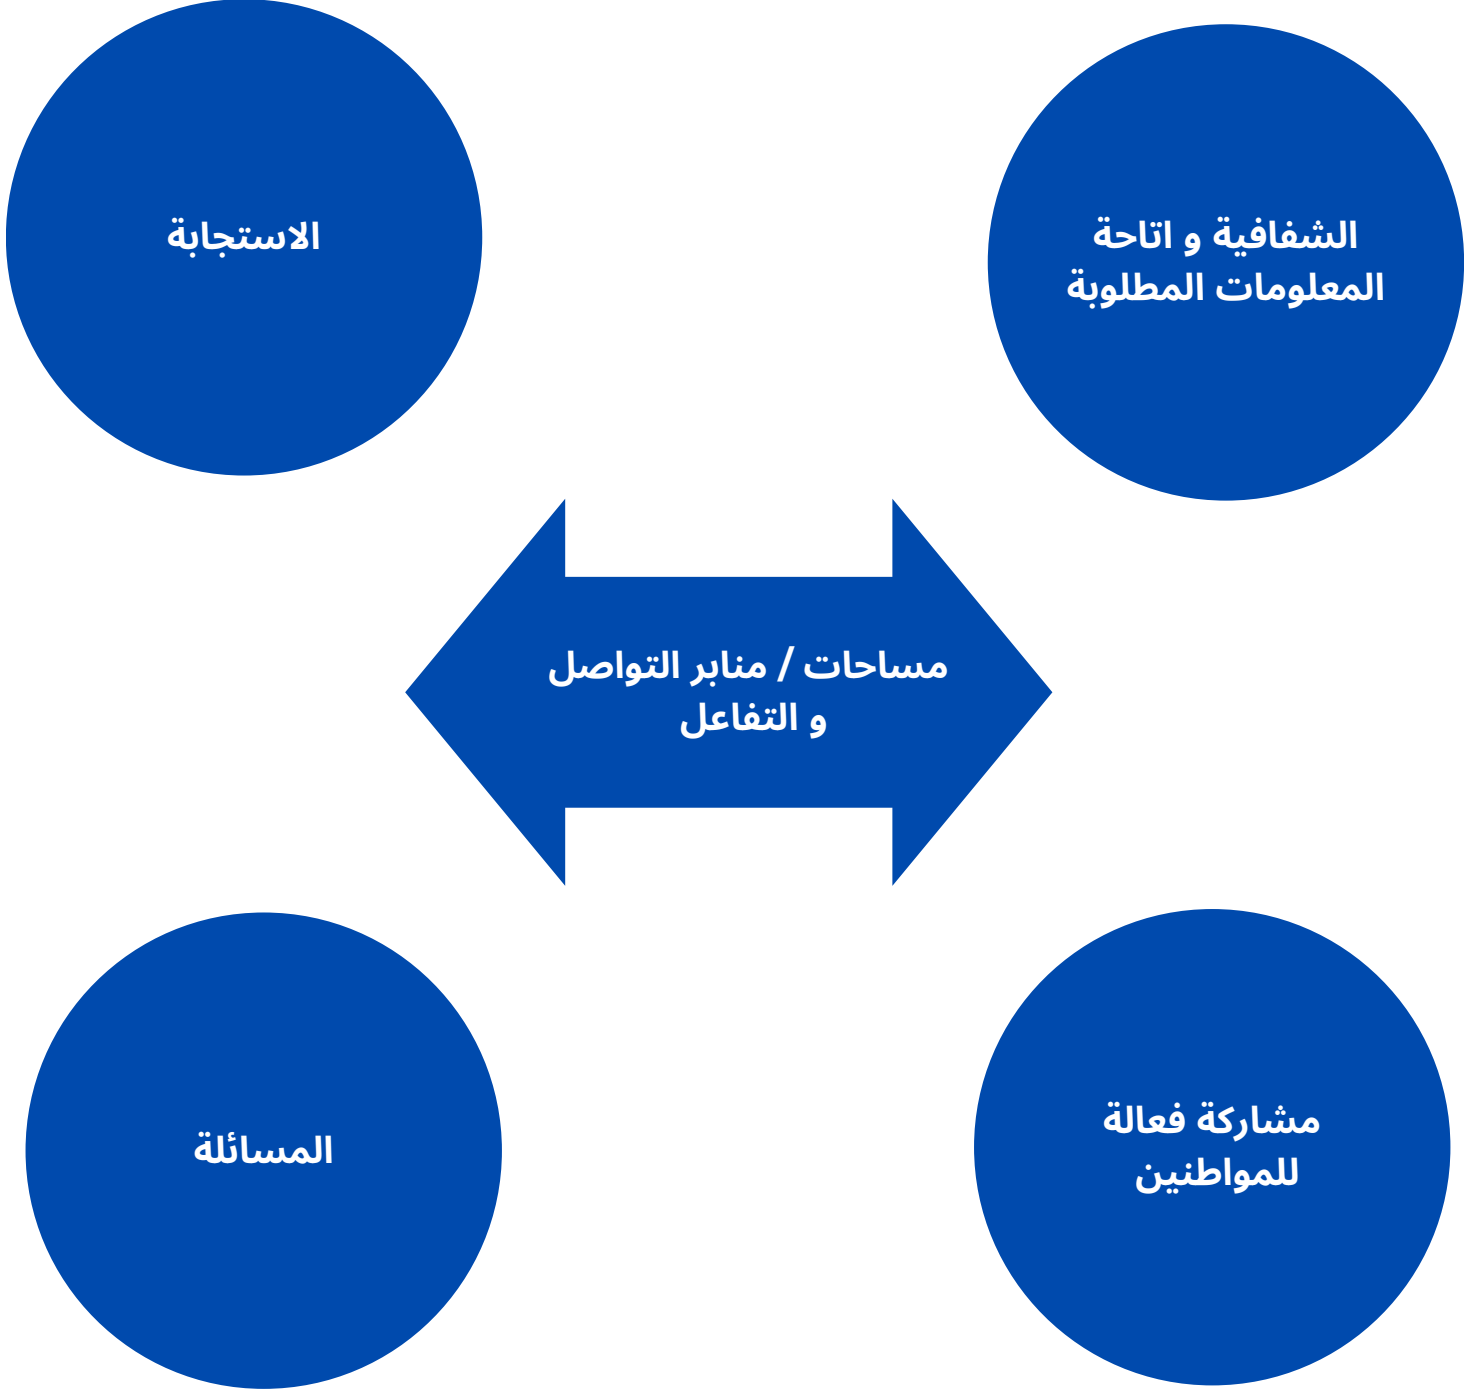 الشفافية و اتاحة
المعلومات المطلوبة
الاستجابة
مساحات / منابر التواصل
و التفاعل
مشاركة فعالة
للمواطنين
المسائلة